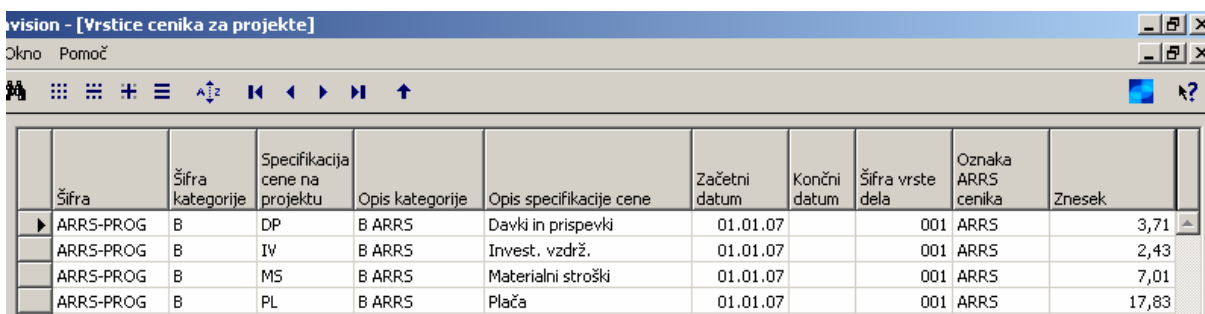 avision - [Vrstice cenika za projekte]
Okno Pomoč
A Z
Šifra Šifra kategorije Specifikacija cene na projektu Opis kategorije Opis specifikacije cene Začetni datum Končni datum Šifra vrste dela Oznaka ARRS cenika Znesek
ARRS-PROG B DP B ARRS Davki in prispevki 01.01.07 001 ARRS 3,71
ARRS-PROG B IV B ARRS Invest. vzdrž. 01.01.07 001 ARRS 2,43
ARRS-PROG B MS B ARRS Materialni stroški 01.01.07 001 ARRS 7,01
ARRS-PROG B PL B ARRS Plača 01.01.07 001 ARRS 17,83